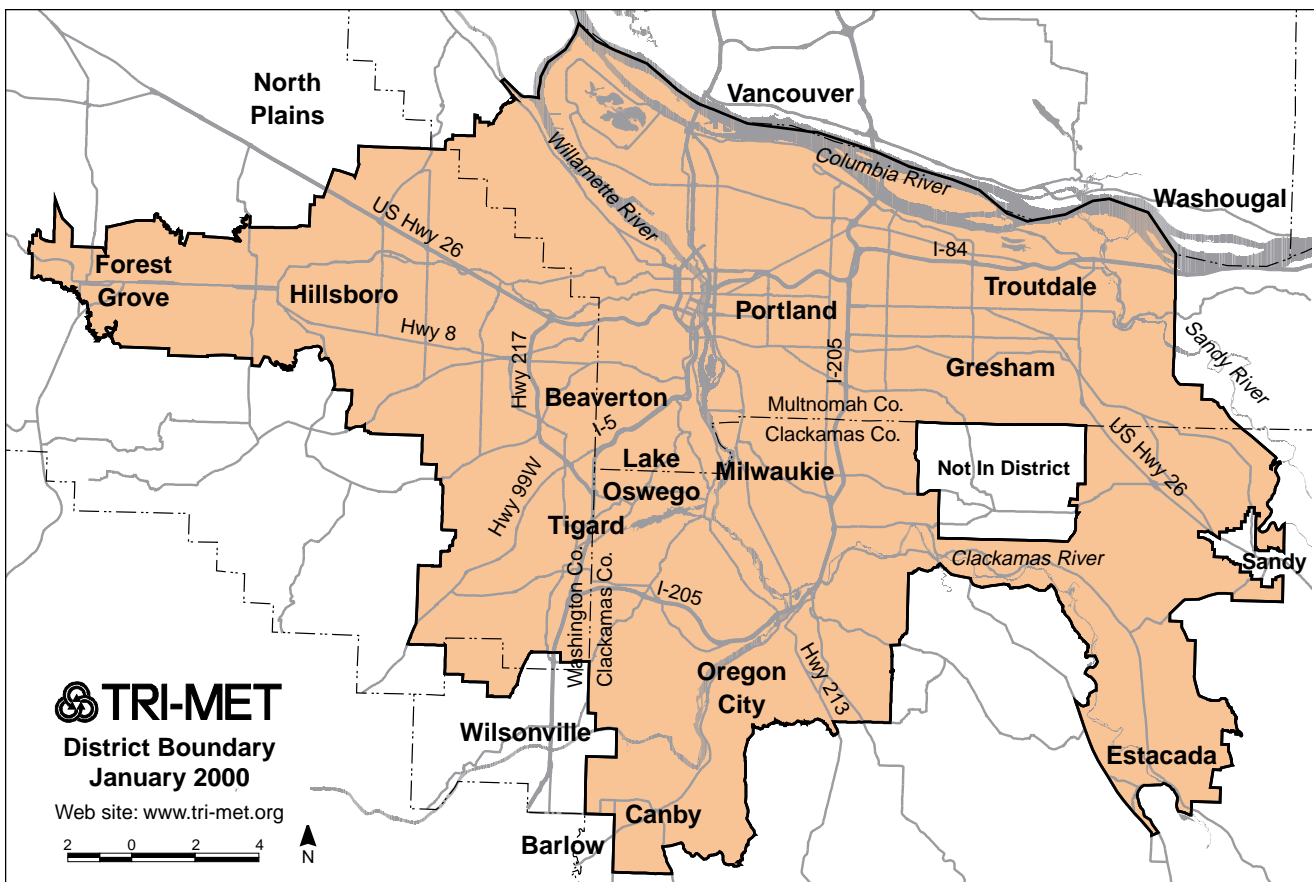 North
Plains
Vancouver
Willamette River
Columbia River
Washougal
US Hwy 26
I-84
Forest
Grove
Hillsboro
Troutdale
Portland
Hwy 8
Sandy River
Hwy 217
I-205
Gresham
Beaverton
Multnomah Co.
Clackamas Co.
I-5
US Hwy 26
Lake
Oswego
Milwaukie
Not In District
Hwy 99W
Tigard
Clackamas River
Sandy
Washington Co.
Clackamas Co.
I-205
Oregon
City
Hwy 213
TRI-MET
District Boundary
January 2000
Web site: www.tri-met.org
2 0 2 4
N
Wilsonville
Estacada
Canby
Barlow